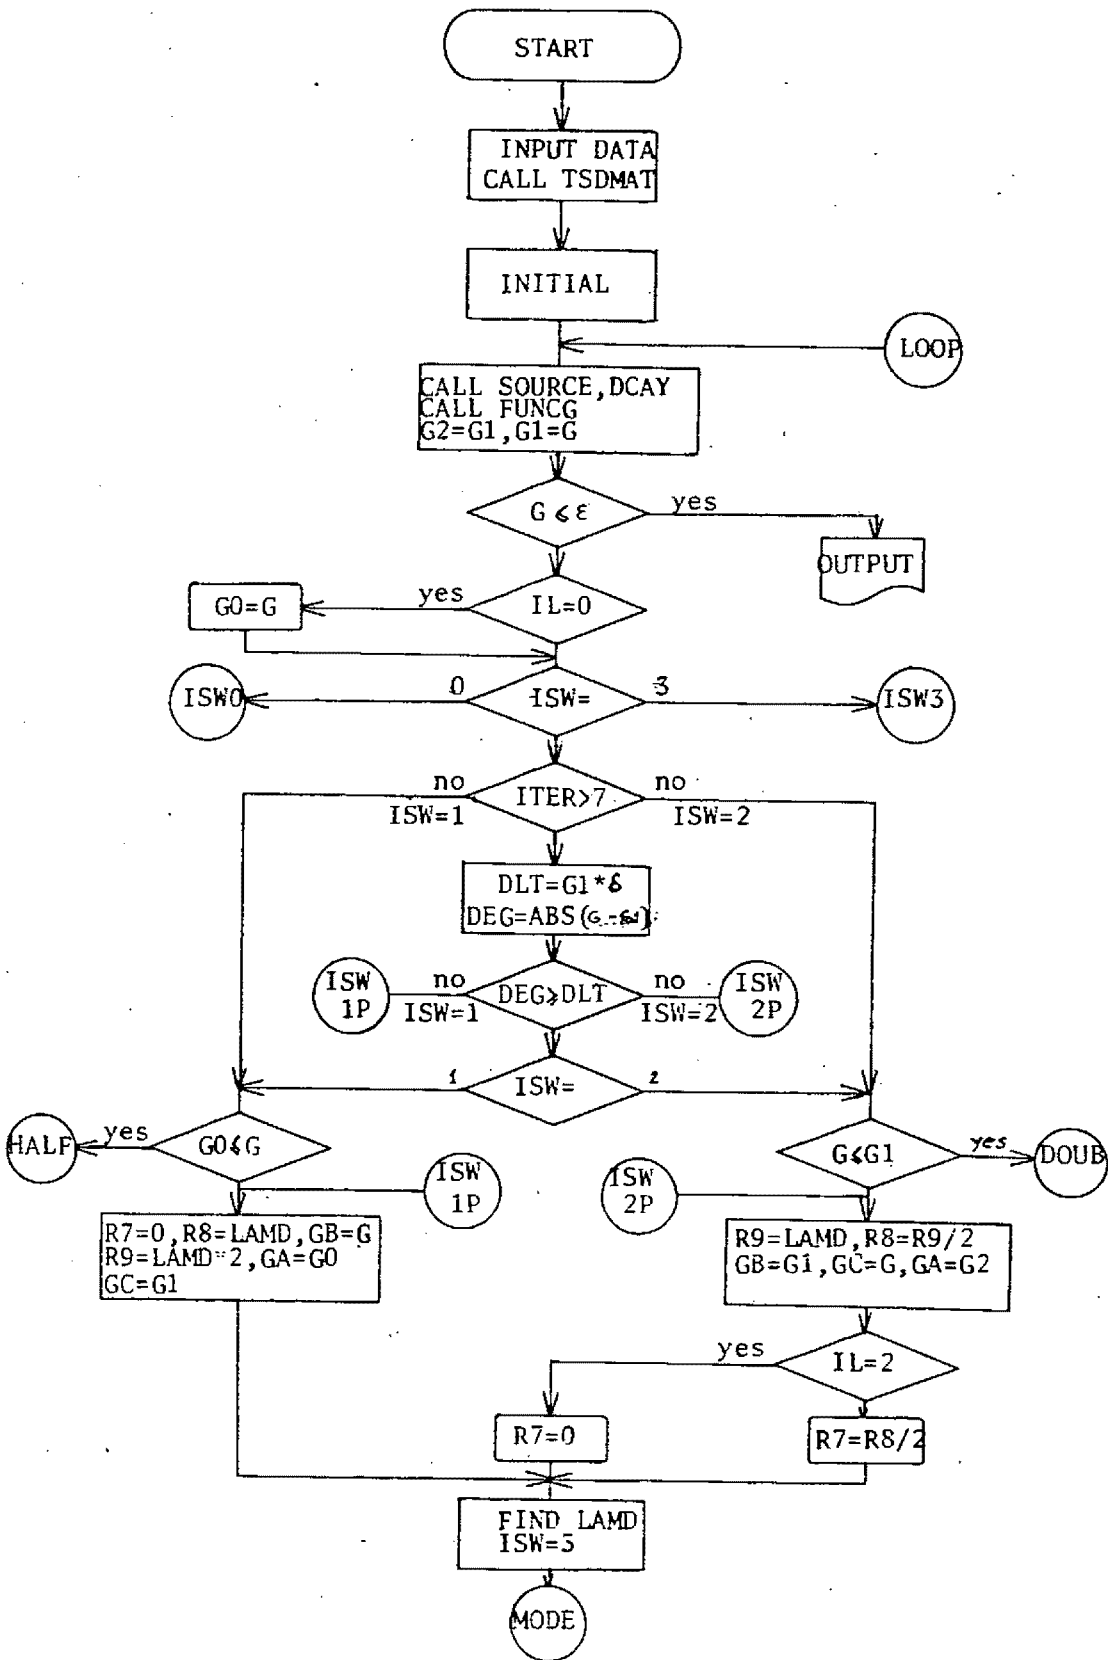 START
INPUT DATA
CALL TSDMAT
INITIAL
LOOP
CALL SOURCE,DCAY
CALL FUNCG
G2=G1,G1=G
G ≤ ε
yes
OUTPUT
IL=0
yes
G0=G
ISW0
0
ISW=
3
ISW3
no
ISW=1
ITER>7
no
ISW=2
DLT=G1*δ
DEG=ABS
ISW
1P
no
ISW=1
DEG≥DLT
no
ISW=2
ISW
2P
1
ISW=
2
HALF
yes
G0≤G
G≤G1
yes
DOUB
ISW
1P
ISW
2P
R7=0,R8=LAMD,GB=G
R9=LAMD*2,GA=G0
GC=G1
R9=LAMD,R8=R9/2
GB=G1,GC=G,GA=G2
yes
IL=2
R7=0
R7=R8/2
FIND LAMD
ISW=3
MODE